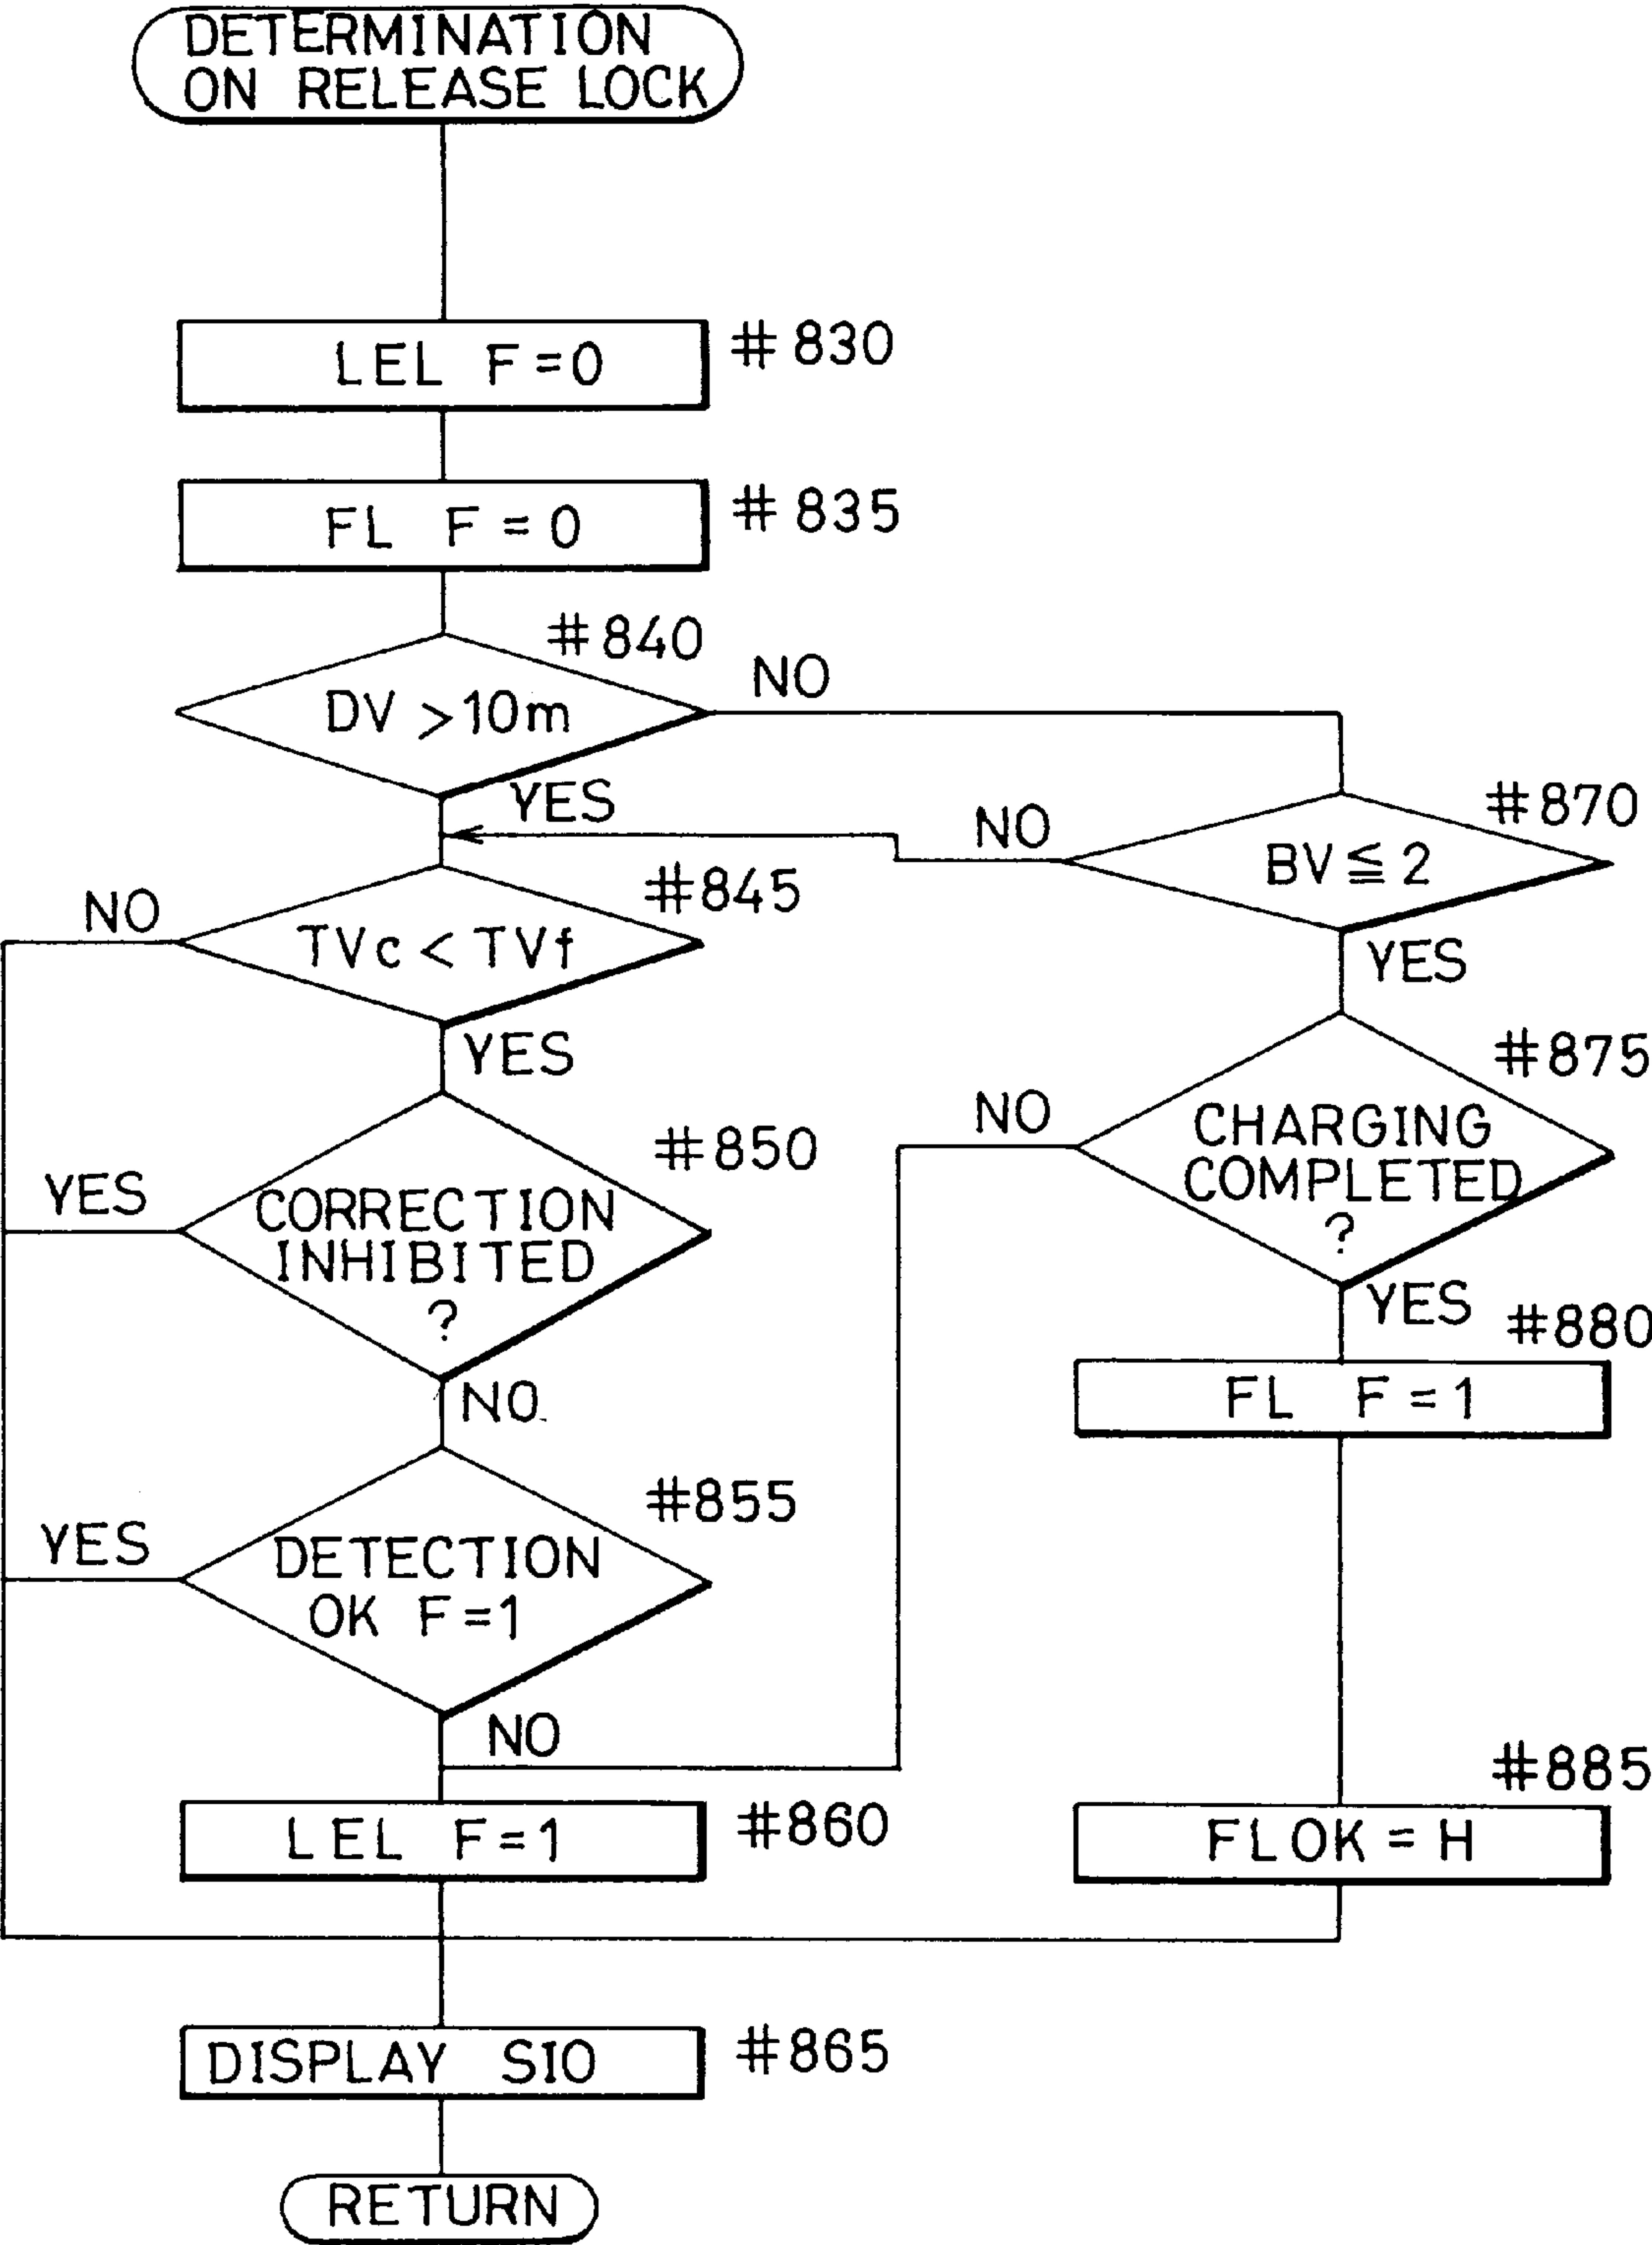 DETERMINATION
ON RELEASE LOCK
LEL F=0
#830
FL F=0
#835
#840
DV >10m
NO
YES
#870
NO
BV≦2
YES
#845
NO
TVc < TVf
YES
#875
NO
CHARGING
COMPLETED
?
YES
#850
YES
CORRECTION
INHIBITED
?
NO
#880
FL F=1
#855
YES
DETECTION
OK F=1
NO
#885
FLOK = H
LEL F=1
#860
DISPLAY SIO
#865
RETURN